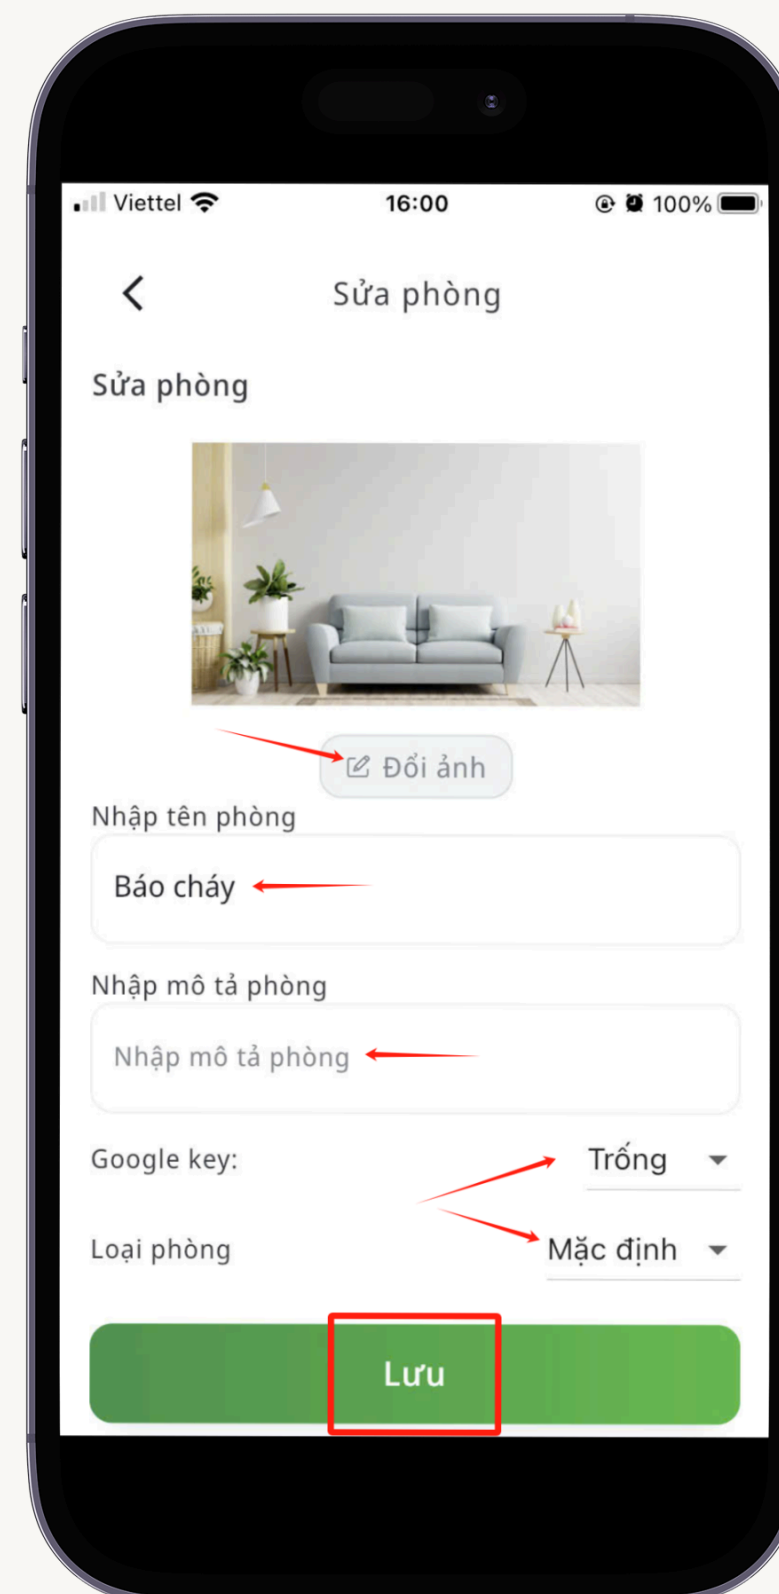 Viettel 16:00 100%
Sửa phòng
Sửa phòng
Đổi ảnh
Nhập tên phòng
Báo cháy
Nhập mô tả phòng
Nhập mô tả phòng
Google key: Trống
Loại phòng Mặc định
Lưu